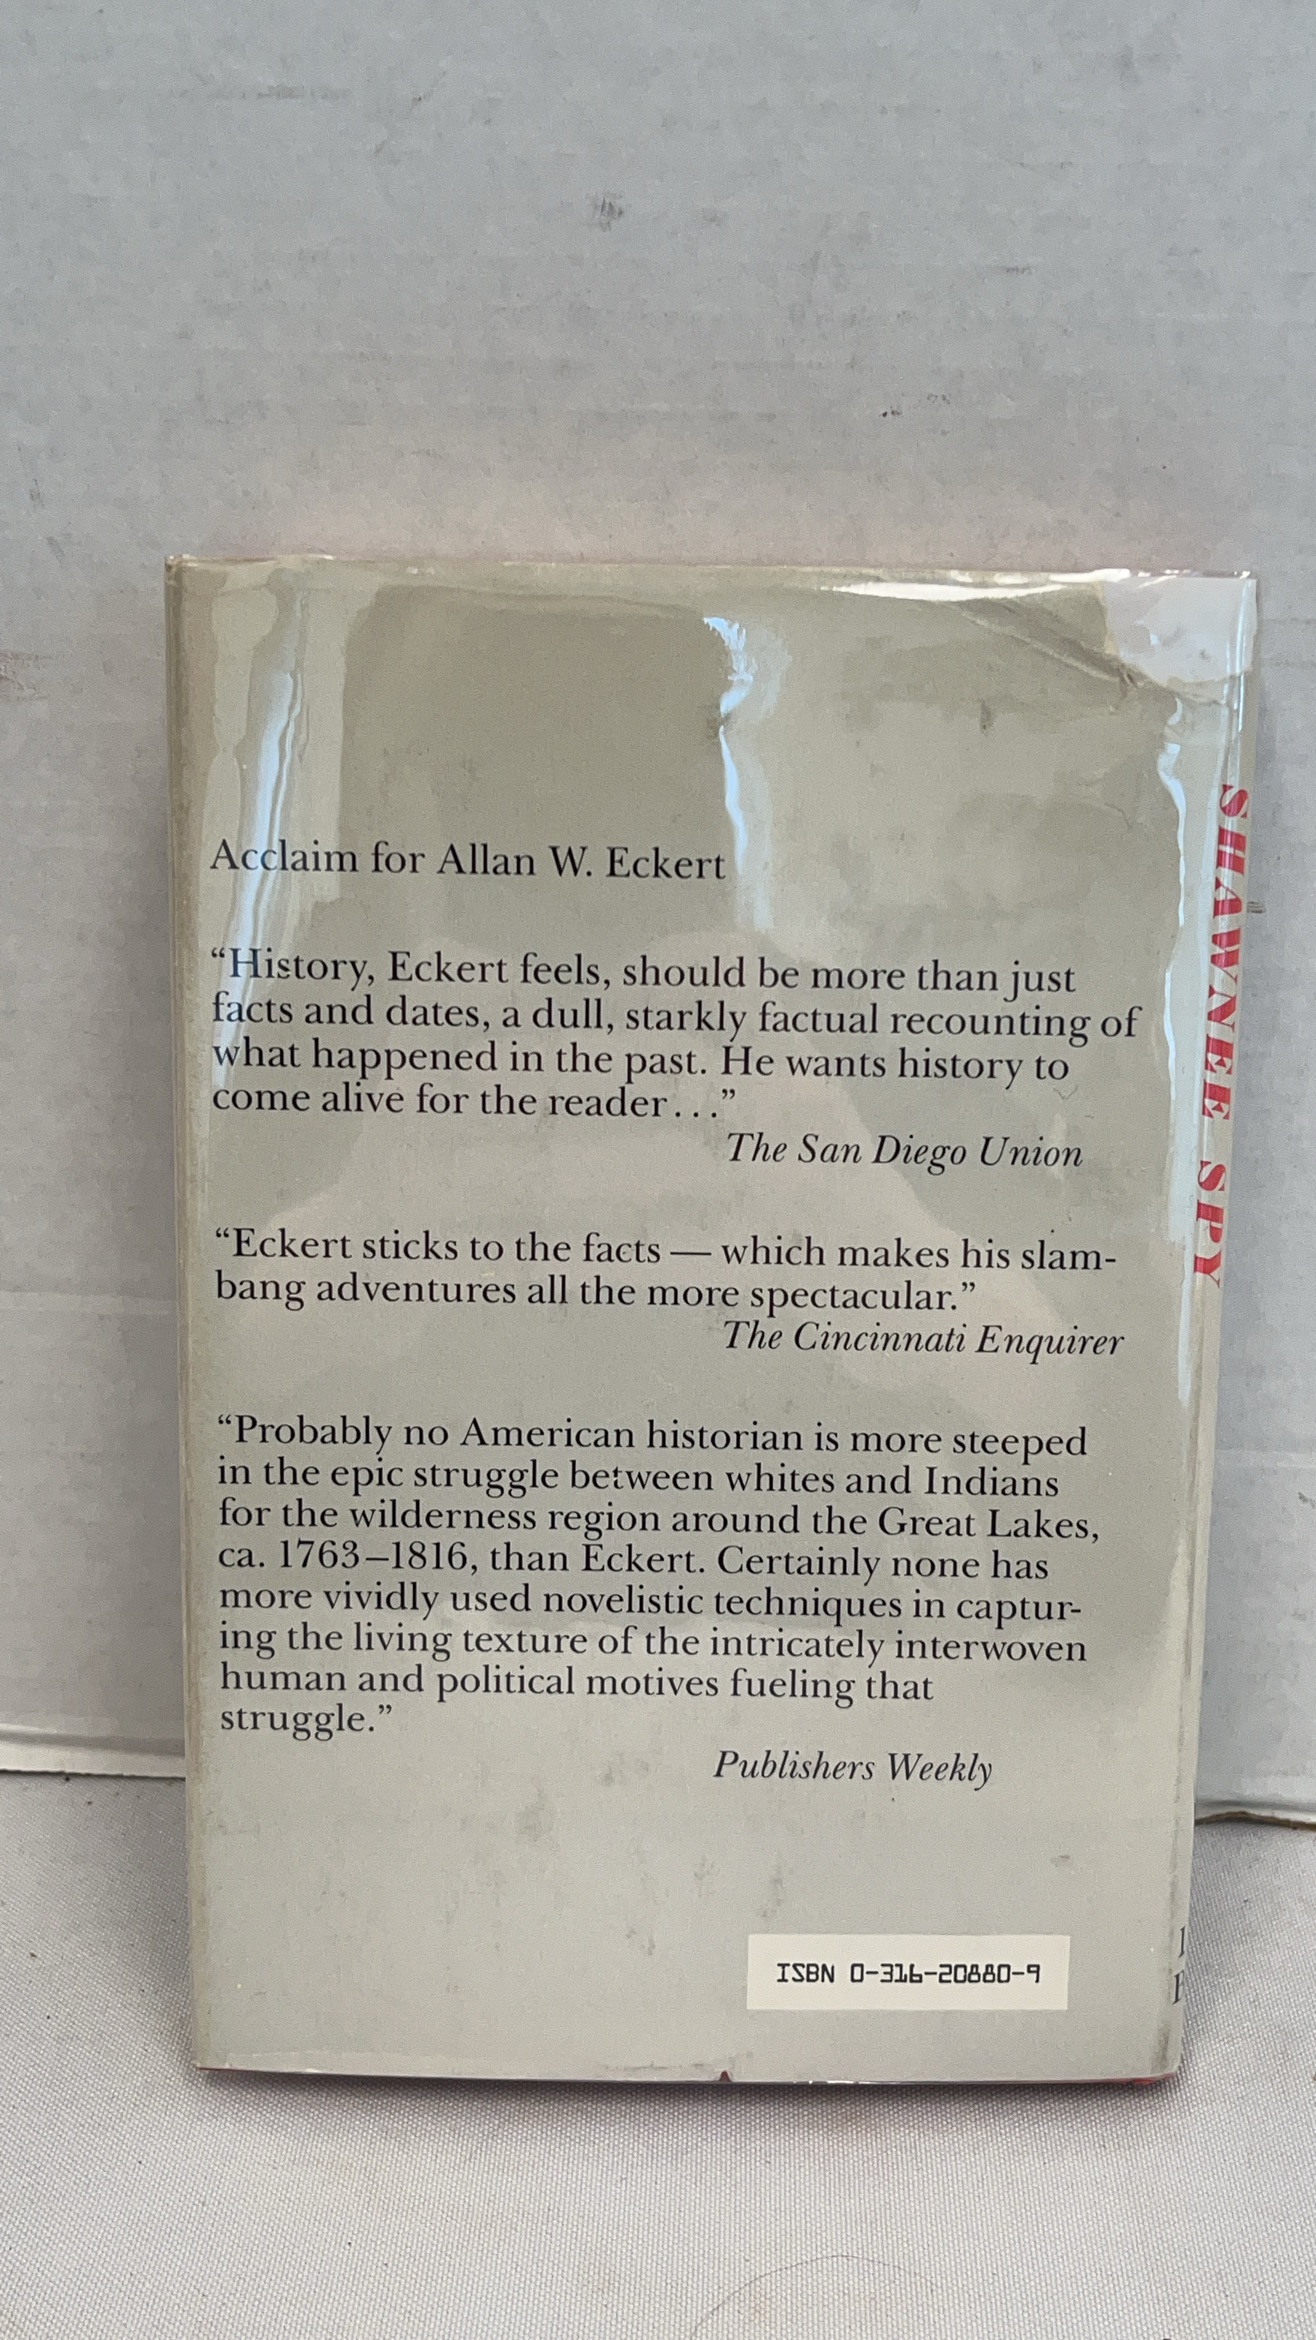 Acclaim for Allan W. Eckert
“History, Eckert feels, should be more than just
facts and dates, a dull, starkly factual recounting of
what happened in the past. He wants history to
come alive for the reader . . .”
The San Diego Union
“Eckert sticks to the facts — which makes his slam-
bang adventures all the more spectacular.”
The Cincinnati Enquirer
“Probably no American historian is more steeped
in the epic struggle between whites and Indians
for the wilderness region around the Great Lakes,
ca. 1763–1816, than Eckert. Certainly none has
more vividly used novelistic techniques in captur-
ing the living texture of the intricately interwoven
human and political motives fueling that
struggle.”
Publishers Weekly
ISBN 0-316-20880-9
SHAWNEE SPY